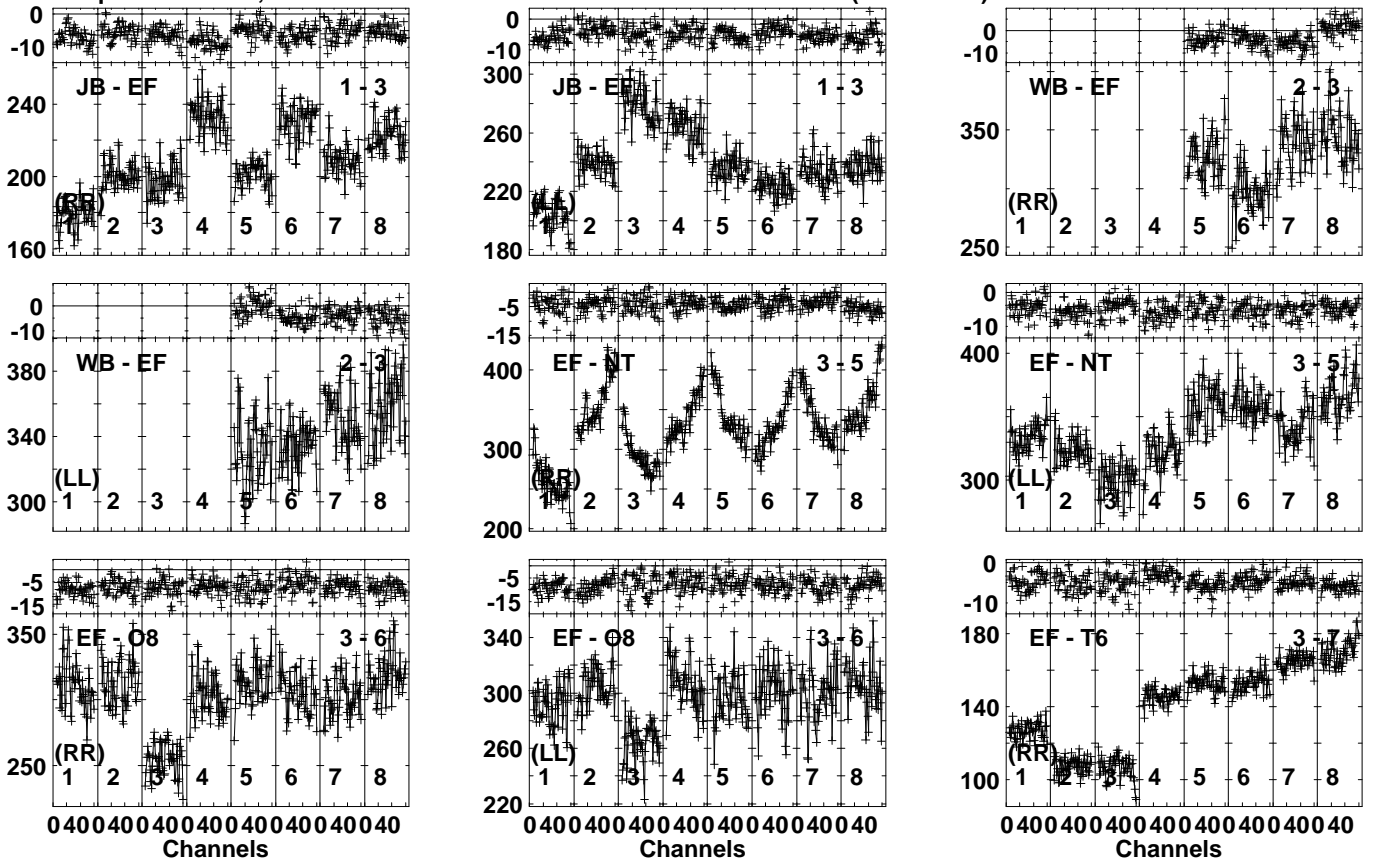 0
-10
JB - EF 1 - 3
240
200
(RR)
160
1 2 3 4 5 6 7 8
0
-10
300
JB - EF 1 - 3
260
220
(LL)
180
1 2 3 4 5 6 7 8
0
-10
WB - EF 2 - 3
350
(RR)
250
1 2 3 4 5 6 7 8
0
-10
WB - EF 2 - 3
380
340
(LL)
300
1 2 3 4 5 6 7 8
-5
-15
EF - NT 3 - 5
400
300
(RR)
200
1 2 3 4 5 6 7 8
0
-10
400
EF - NT 3 - 5
300
(LL)
1 2 3 4 5 6 7 8
-5
-15
350
EF - O8 3 - 6
(RR)
250
1 2 3 4 5 6 7 8
-5
-15
340
EF - O8 3 - 6
300
260
(LL)
220
1 2 3 4 5 6 7 8
0
-10
180
EF - T6 3 - 7
140
(RR)
100
1 2 3 4 5 6 7 8
0 40 0 40 0 40 0 40 0 40 0 40 0 40 0 40
Channels
0 40 0 40 0 40 0 40 0 40 0 40 0 40 0 40
Channels
0 40 0 40 0 40 0 40 0 40 0 40 0 40 0 40
Channels